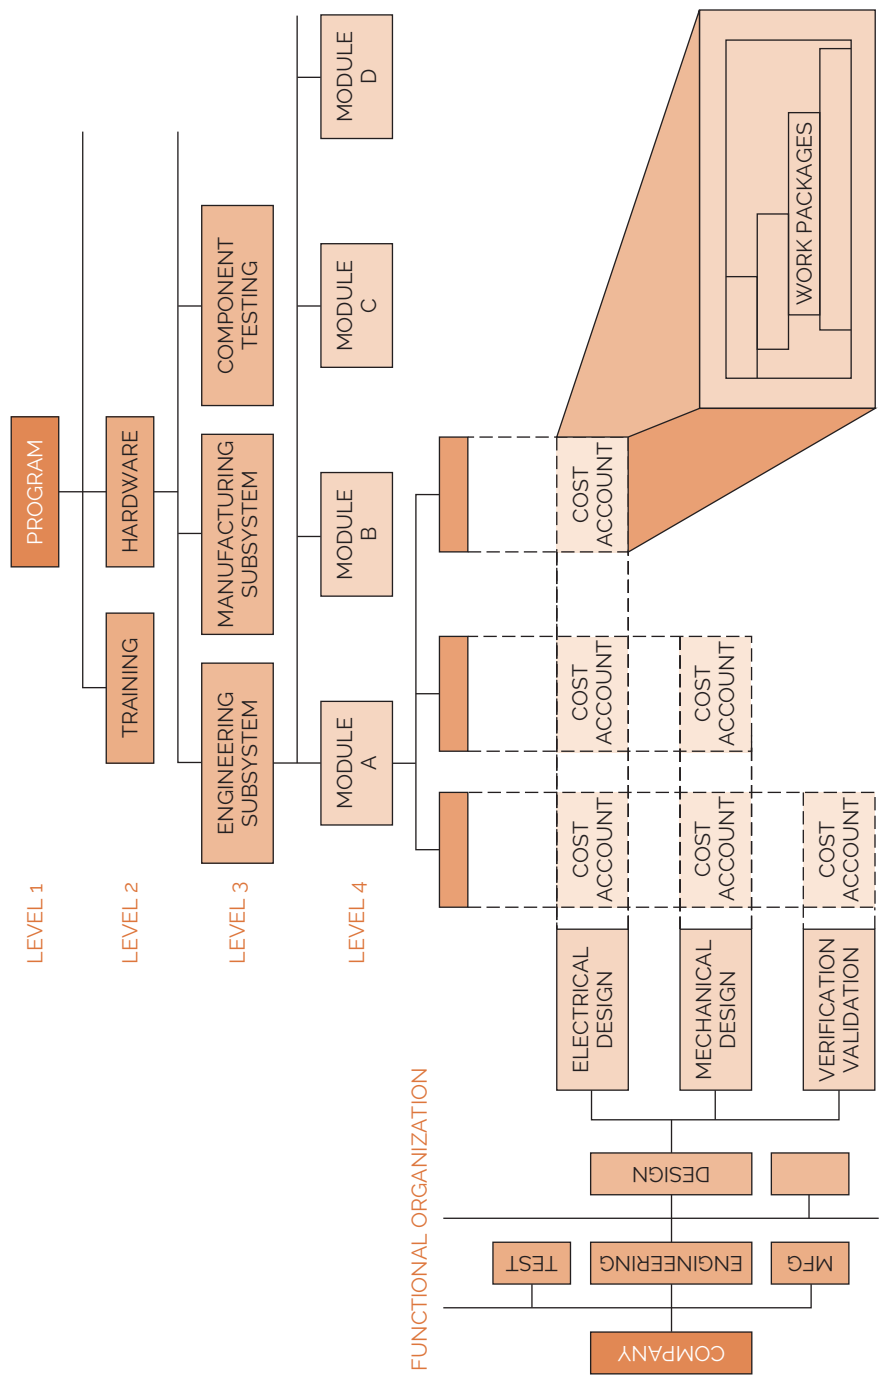 LEVEL 1
PROGRAM
LEVEL 2
TRAINING
HARDWARE
LEVEL 3
ENGINEERING
SUBSYSTEM
MANUFACTURING
SUBSYSTEM
COMPONENT
TESTING
LEVEL 4
MODULE
A
MODULE
B
MODULE
C
MODULE
D
FUNCTIONAL ORGANIZATION
COMPANY
TEST
ENGINEERING
MFG
DESIGN
ELECTRICAL
DESIGN
COST
ACCOUNT
COST
ACCOUNT
COST
ACCOUNT
MECHANICAL
DESIGN
COST
ACCOUNT
COST
ACCOUNT
VERIFICATION
VALIDATION
COST
ACCOUNT
WORK PACKAGES